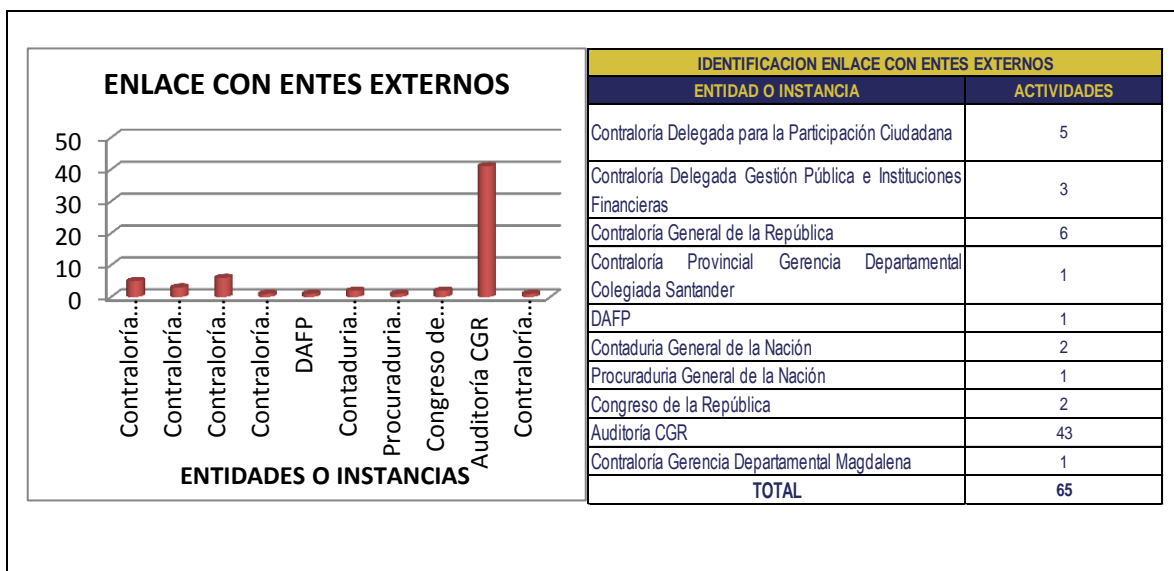 ENLACE CON ENTES EXTERNOS
50
40
30
20
10
0
Contraloría...
Contraloría...
Contraloría...
Contraloría...
DAFP
Contaduria...
Procuraduria...
Congreso de...
Auditoría CGR
Contraloría...
ENTIDADES O INSTANCIAS
IDENTIFICACION ENLACE CON ENTES EXTERNOS
ENTIDAD O INSTANCIA ACTIVIDADES
Contraloría Delegada para la Participación Ciudadana 5
Contraloría Delegada Gestión Pública e Instituciones
Financieras 3
Contraloría General de la República 6
Contraloría Provincial Gerencia Departamental
Colegiada Santander 1
DAFP 1
Contaduria General de la Nación 2
Procuraduria General de la Nación 1
Congreso de la República 2
Auditoría CGR 43
Contraloría Gerencia Departamental Magdalena 1
TOTAL 65